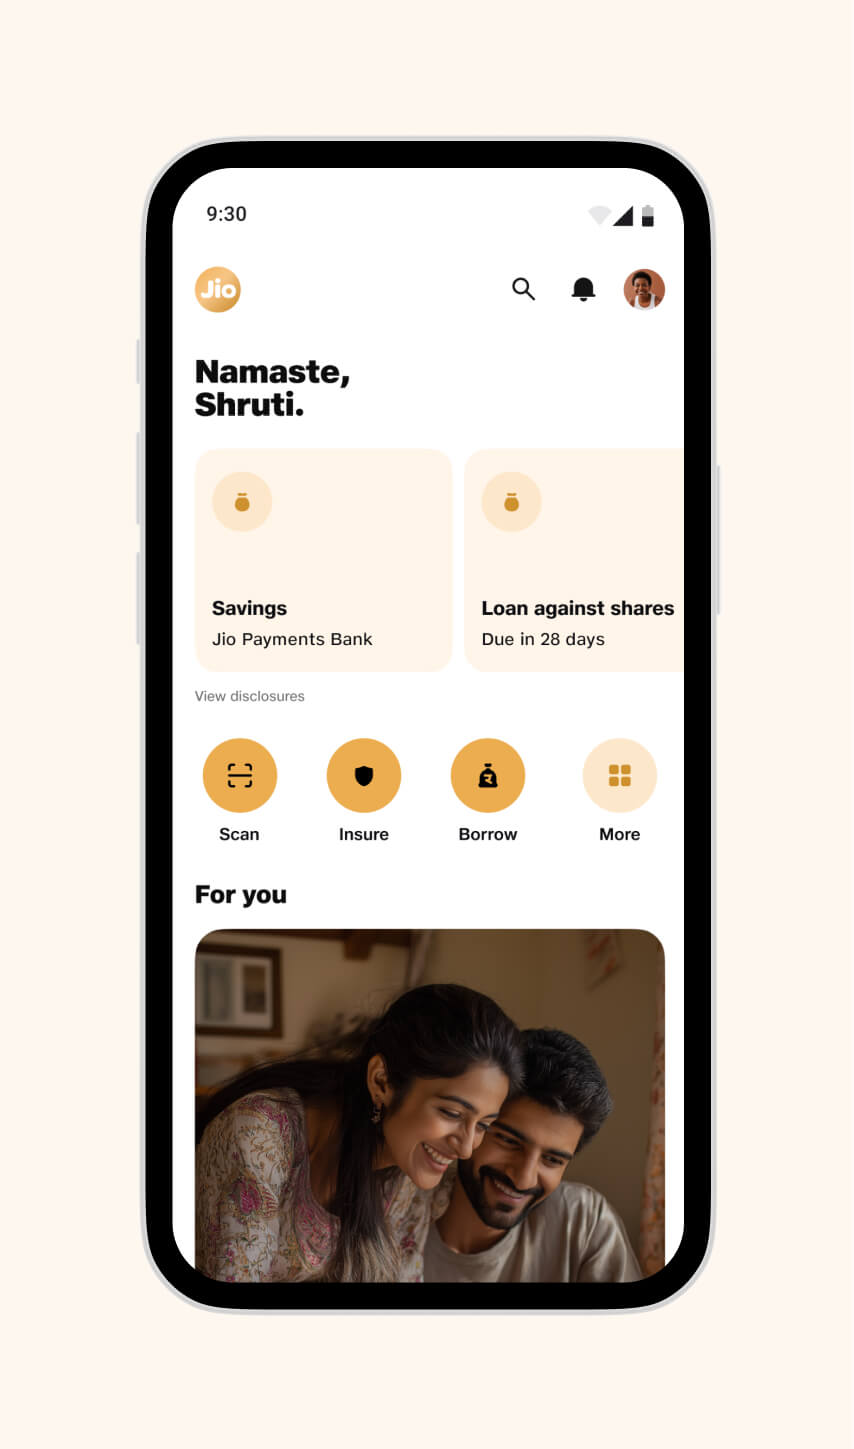 9:30
Jio
Namaste,
Shruti.
Savings
Jio Payments Bank
Loan against shares
Due in 28 days
View disclosures
Scan
Insure
Borrow
More
For you